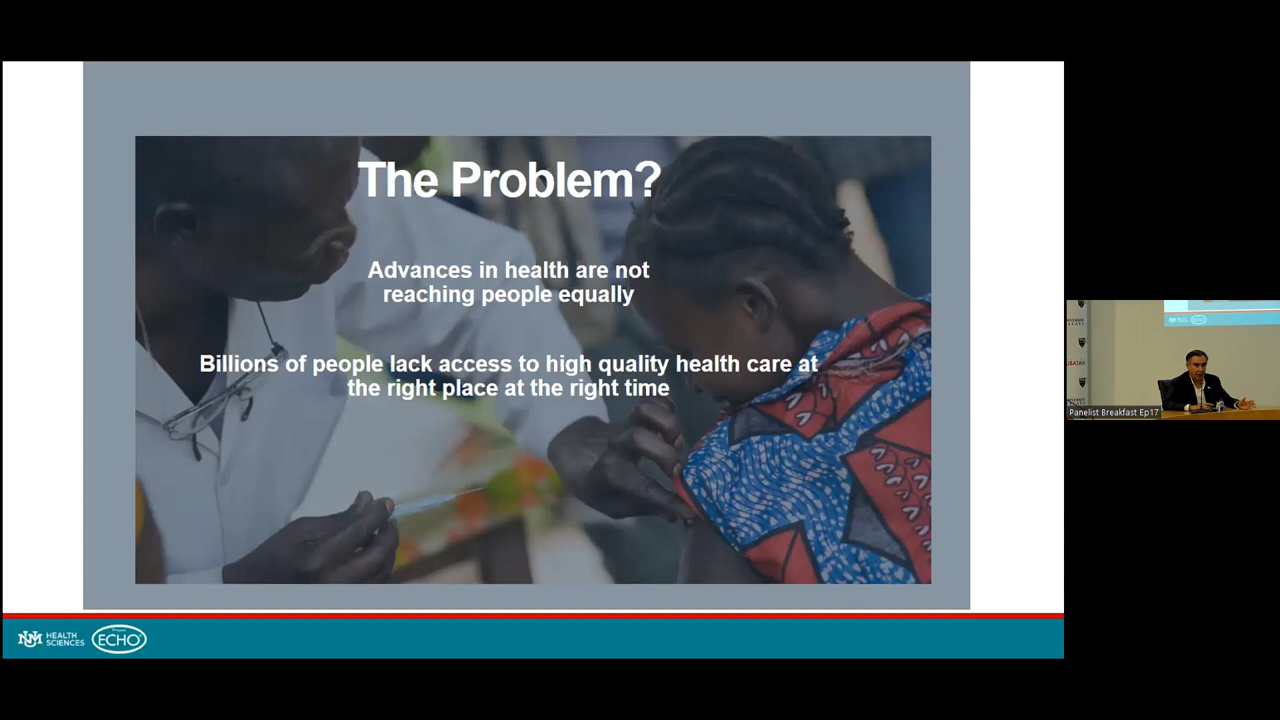 The Problem?
Advances in health are not
reaching people equally
Billions of people lack access to high quality health care at
the right place at the right time
UNM HEALTH
SCIENCES
ECHO
Panelist Breakfast Ep17